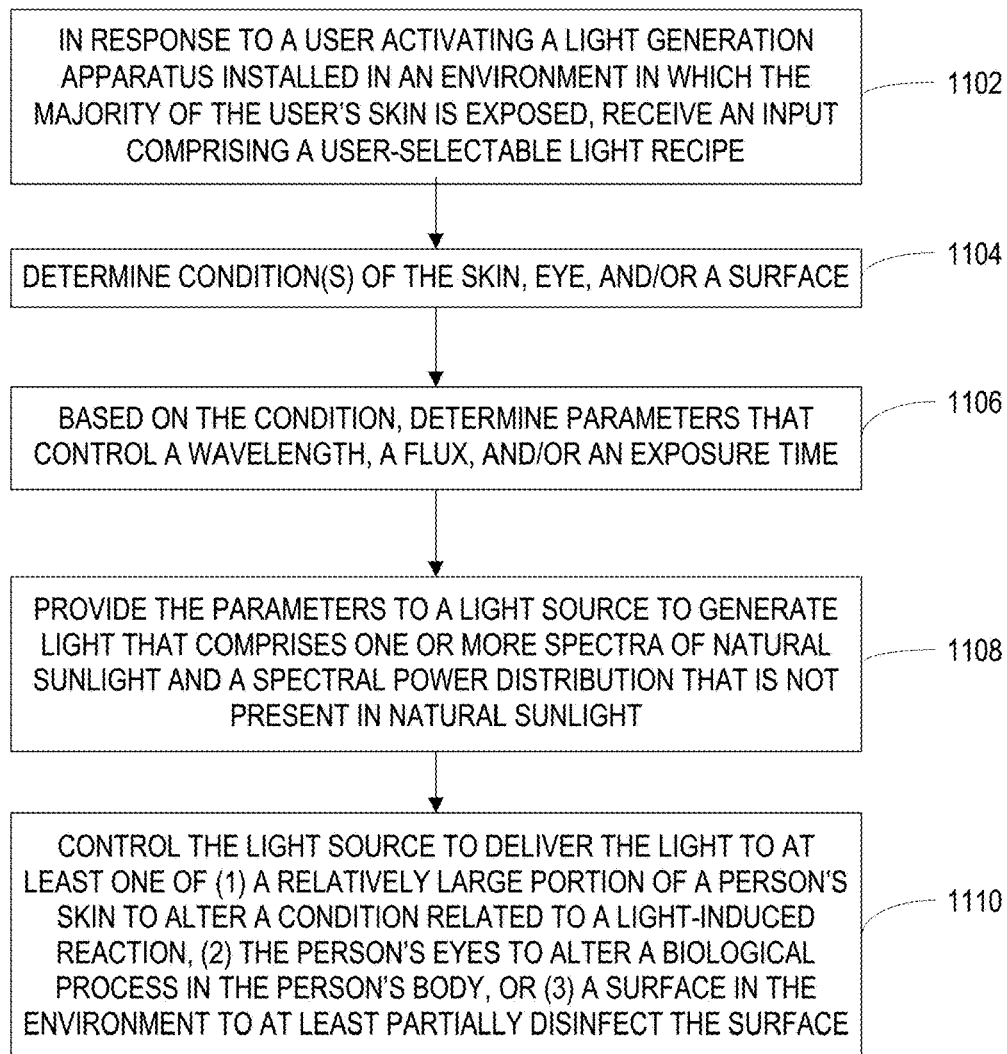 IN RESPONSE TO A USER ACTIVATING A LIGHT GENERATION
APPARATUS INSTALLED IN AN ENVIRONMENT IN WHICH THE
MAJORITY OF THE USER'S SKIN IS EXPOSED, RECEIVE AN INPUT
COMPRISING A USER-SELECTABLE LIGHT RECIPE
1102
DETERMINE CONDITION(S) OF THE SKIN, EYE, AND/OR A SURFACE
1104
BASED ON THE CONDITION, DETERMINE PARAMETERS THAT
CONTROL A WAVELENGTH, A FLUX, AND/OR AN EXPOSURE TIME
1106
PROVIDE THE PARAMETERS TO A LIGHT SOURCE TO GENERATE
LIGHT THAT COMPRISES ONE OR MORE SPECTRA OF NATURAL
SUNLIGHT AND A SPECTRAL POWER DISTRIBUTION THAT IS NOT
PRESENT IN NATURAL SUNLIGHT
1108
CONTROL THE LIGHT SOURCE TO DELIVER THE LIGHT TO AT
LEAST ONE OF (1) A RELATIVELY LARGE PORTION OF A PERSON'S
SKIN TO ALTER A CONDITION RELATED TO A LIGHT-INDUCED
REACTION, (2) THE PERSON'S EYES TO ALTER A BIOLOGICAL
PROCESS IN THE PERSON'S BODY, OR (3) A SURFACE IN THE
ENVIRONMENT TO AT LEAST PARTIALLY DISINFECT THE SURFACE
1110